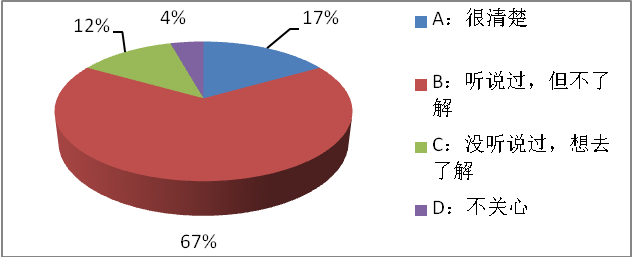 4%
17%
12%
67%
A：很清楚
B：听说过，但不了
解
C：没听说过，想去
了解
D：不关心